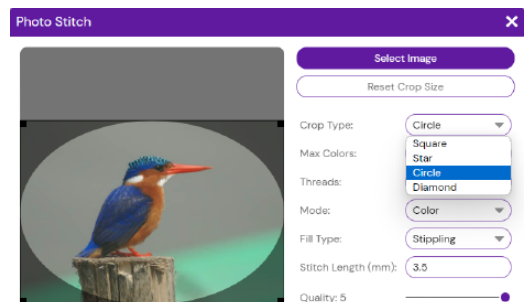 Photo Stitch
Select Image
Reset Crop Size
Crop Type: Circle
Square
Star
Circle
Diamond
Max Colors:
Threads:
Mode: Color
Fill Type: Stippling
Stitch Length (mm): 3.5
Quality: 5